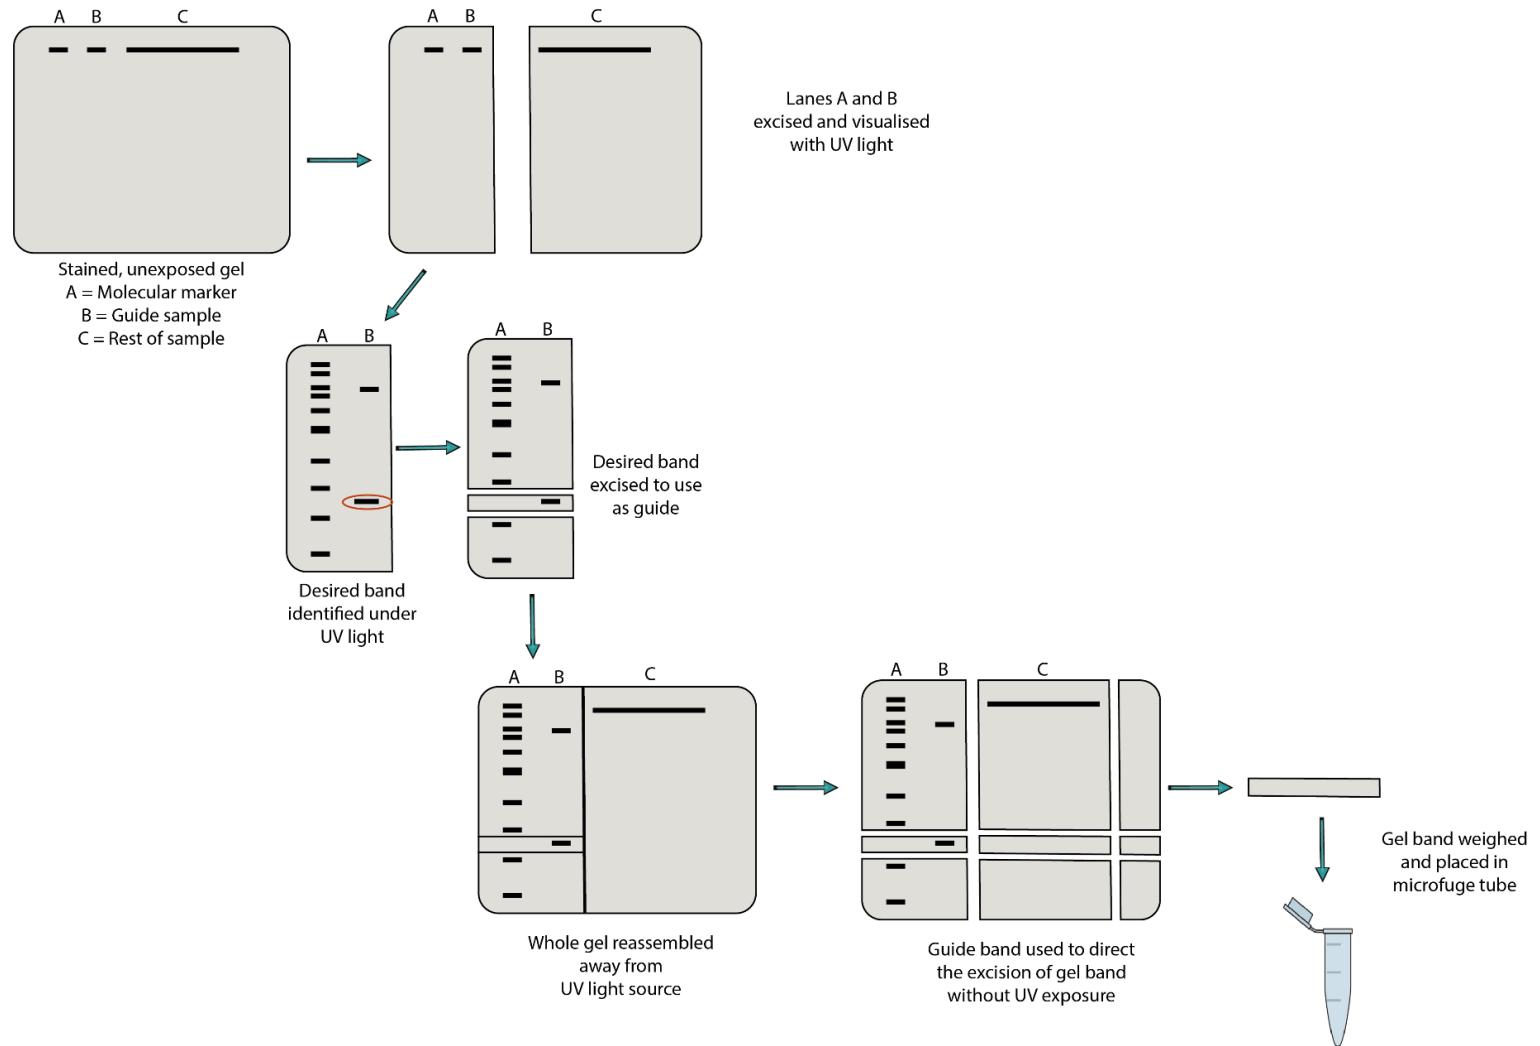 A B C
A B C
Lanes A and B
excised and visualised
with UV light
Stained, unexposed gel
A = Molecular marker
B = Guide sample
C = Rest of sample
A B
A B
Desired band
excised to use
as guide
Desired band
identified under
UV light
A B C
A B C
Gel band weighed
and placed in
microfuge tube
Whole gel reassembled
away from
UV light source
Guide band used to direct
the excision of gel band
without UV exposure